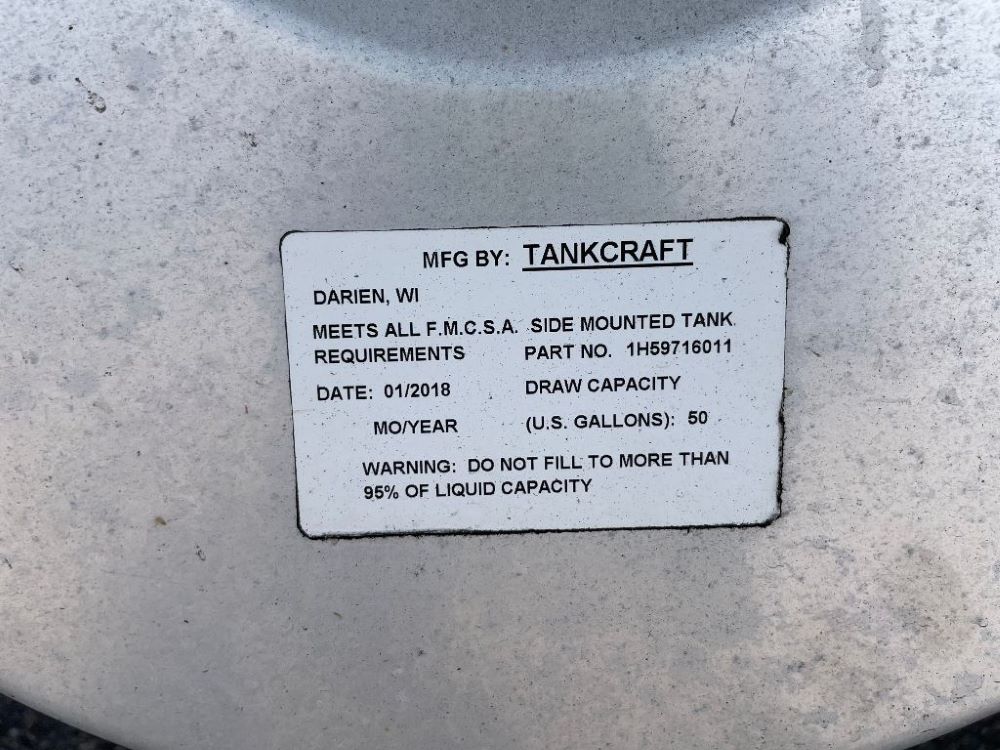 MFG BY: TANKCRAFT
DARIEN, WI
MEETS ALL F.M.C.S.A. SIDE MOUNTED TANK
REQUIREMENTS PART NO. 1H59716011
DATE: 01/2018 DRAW CAPACITY
MO/YEAR (U.S. GALLONS): 50
WARNING: DO NOT FILL TO MORE THAN
95% OF LIQUID CAPACITY